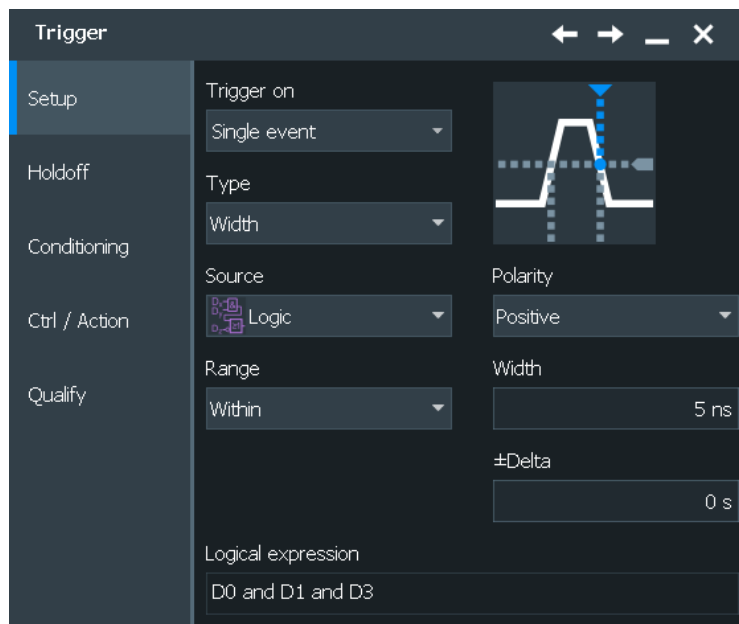 Trigger
Setup
Holdoff
Conditioning
Ctrl / Action
Qualify
Trigger on
Single event
Type
Width
Source
Logic
Polarity
Positive
Range
Within
Width
5 ns
±Delta
0 s
Logical expression
D0 and D1 and D3